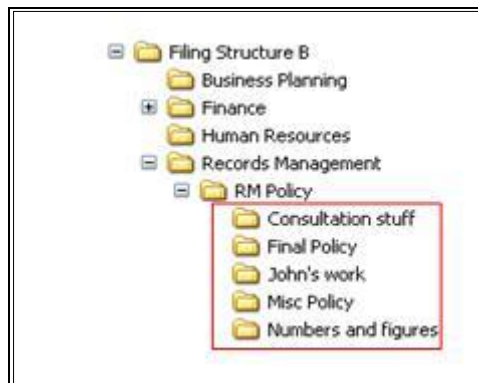 Filing Structure B
Business Planning
Finance
Human Resources
Records Management
RM Policy
Consultation stuff
Final Policy
John's work
Misc Policy
Numbers and figures